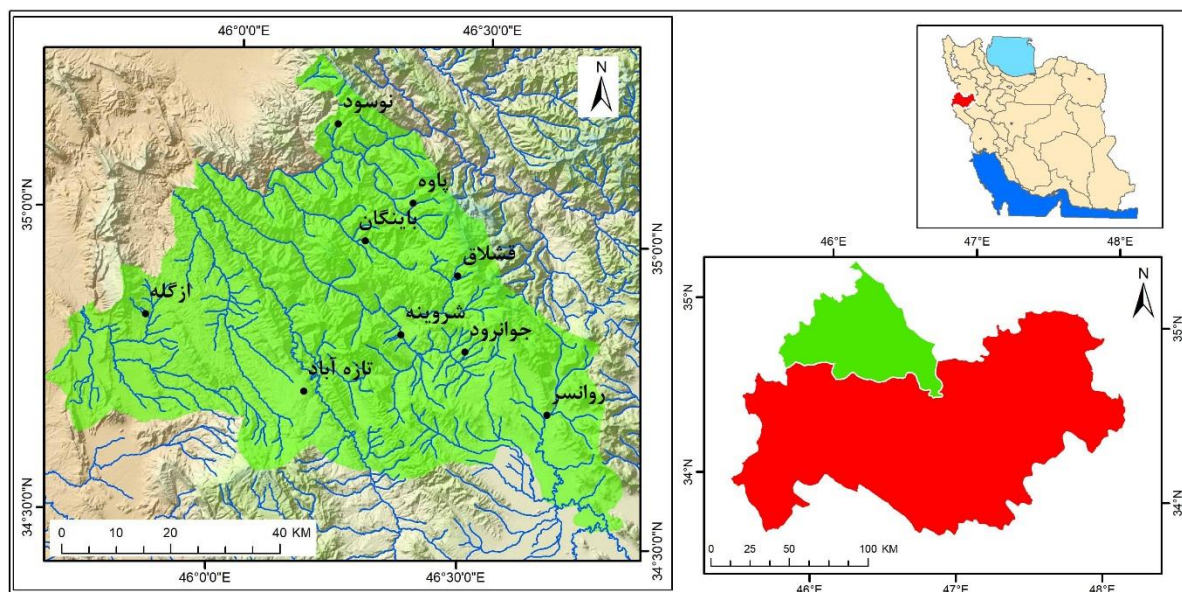 46°0'0"E
46°30'0"E
N
نوسود
پاوه
باینگان
قشلاق
ازگله
شروینه
جوانرود
تازه آباد
روانسر
35°0'0"N
34°30'0"N
35°0'0"N
34°30'0"N
0 10 20 40 KM
46°0'0"E
46°30'0"E
46°E
47°E
48°E
N
35°N
34°N
35°N
34°N
0 25 50 100 KM
46°E
47°E
48°E